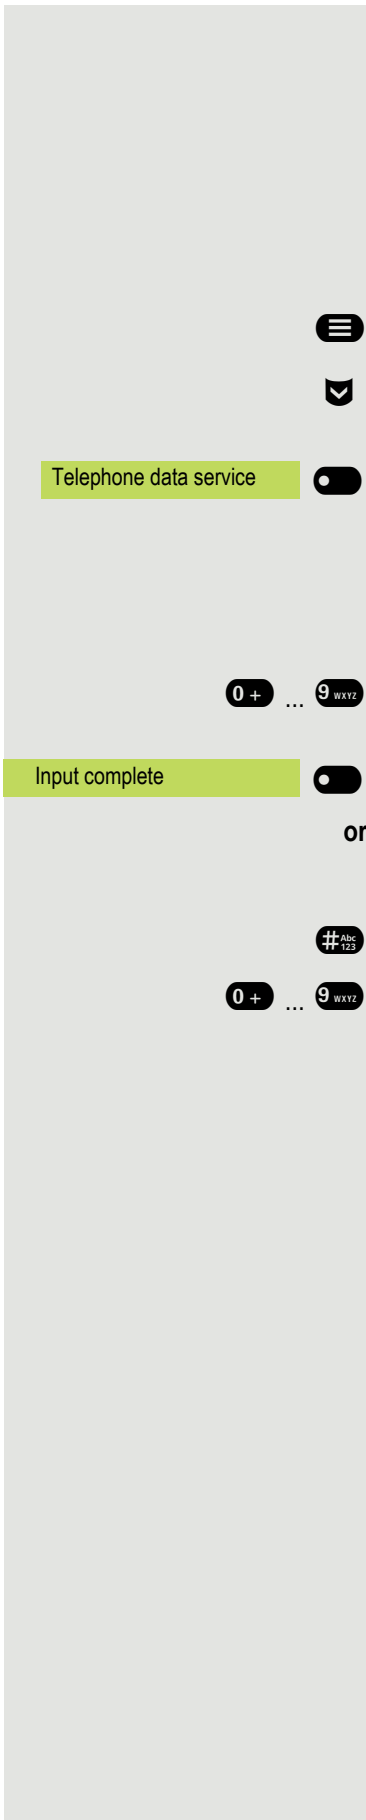 Telephone data service
0 + ... 9 WXYZ
Input complete
or
# Abc 123
0 + ... 9 WXYZ